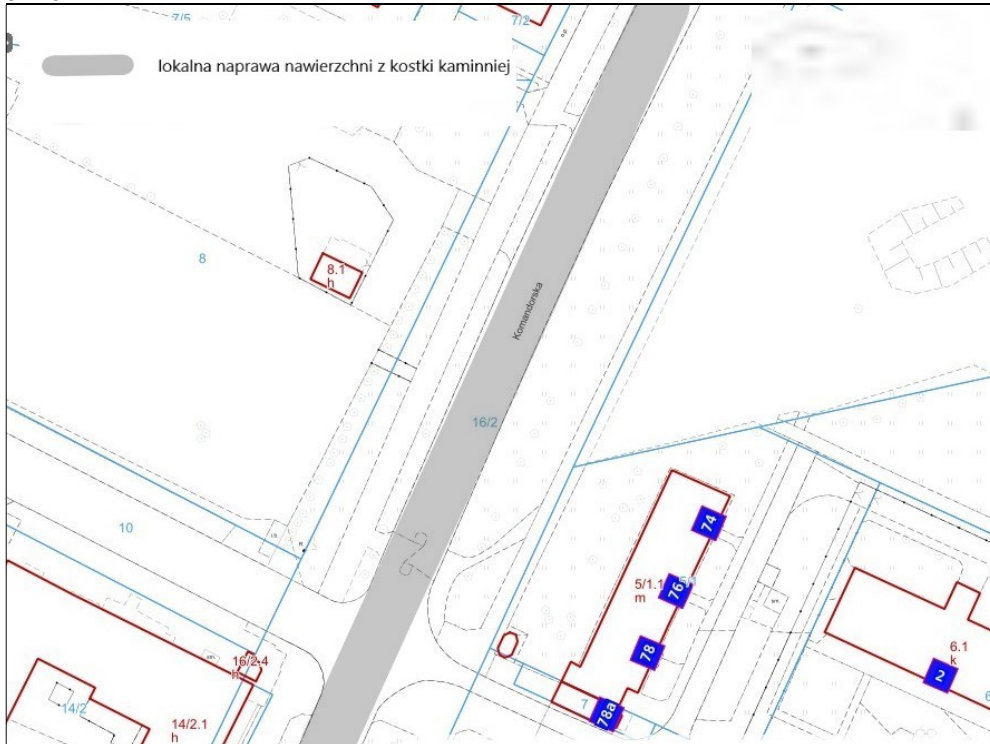 7/5
7/2
lokalna naprawa nawierzchni z kostki kaminniej
8
8.1
h
Komandorska
16/2
10
74
5/1.1
m
76
78
78a
7
16/2.4
h
14/2
14/2.1
h
6.1
k
2
6